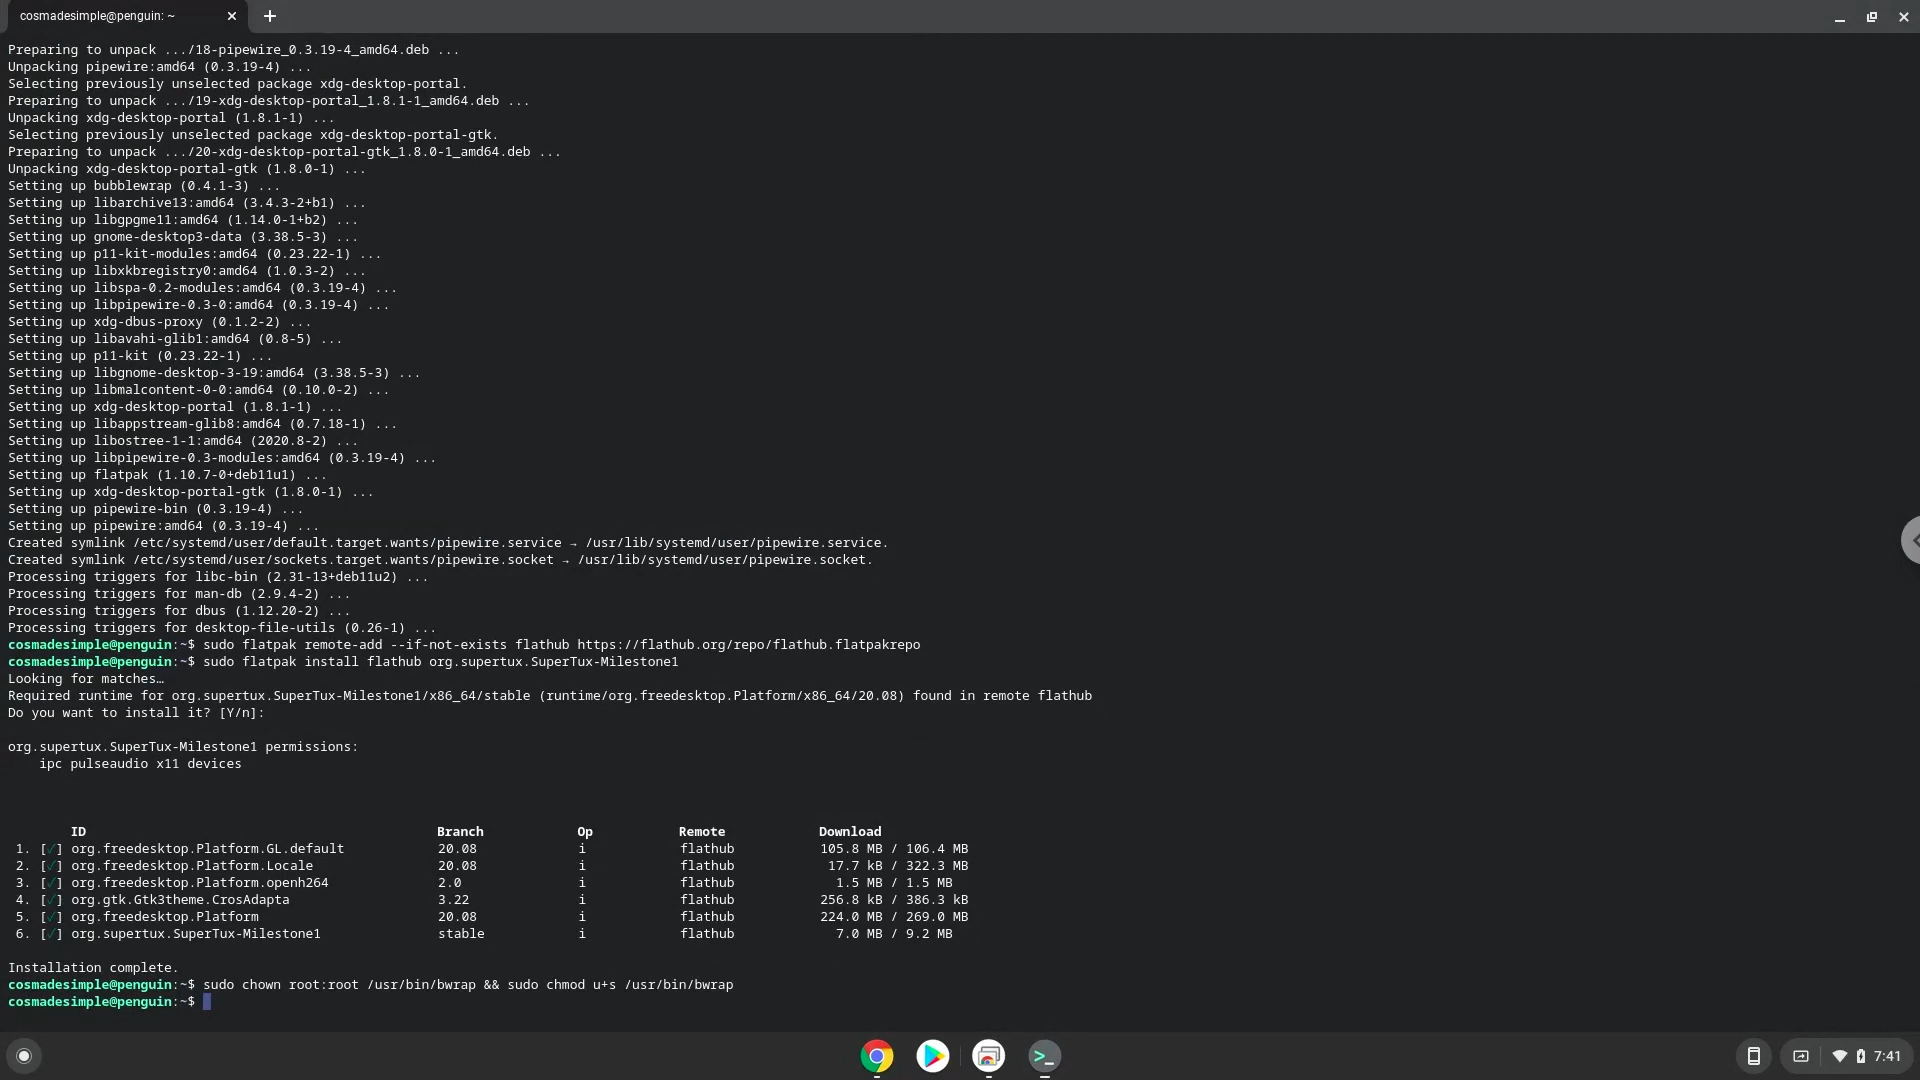 cosmadesimple@penguin: ~
Preparing to unpack .../18-pipewire_0.3.19-4_amd64.deb ...
Unpacking pipewire:amd64 (0.3.19-4) ...
Selecting previously unselected package xdg-desktop-portal.
Preparing to unpack .../19-xdg-desktop-portal_1.8.1-1_amd64.deb ...
Unpacking xdg-desktop-portal (1.8.1-1) ...
Selecting previously unselected package xdg-desktop-portal-gtk.
Preparing to unpack .../20-xdg-desktop-portal-gtk_1.8.0-1_amd64.deb ...
Unpacking xdg-desktop-portal-gtk (1.8.0-1) ...
Setting up bubblewrap (0.4.1-3) ...
Setting up libarchive13:amd64 (3.4.3-2+b1) ...
Setting up libgpgme11:amd64 (1.14.0-1+b2) ...
Setting up gnome-desktop3-data (3.38.5-3) ...
Setting up p11-kit-modules:amd64 (0.23.22-1) ...
Setting up libxkbregistry0:amd64 (1.0.3-2) ...
Setting up libspa-0.2-modules:amd64 (0.3.19-4) ...
Setting up libpipewire-0.3-0:amd64 (0.3.19-4) ...
Setting up xdg-dbus-proxy (0.1.2-2) ...
Setting up libavahi-glib1:amd64 (0.8-5) ...
Setting up p11-kit (0.23.22-1) ...
Setting up libgnome-desktop-3-19:amd64 (3.38.5-3) ...
Setting up libmalcontent-0-0:amd64 (0.10.0-2) ...
Setting up xdg-desktop-portal (1.8.1-1) ...
Setting up libappstream-glib8:amd64 (0.7.18-1) ...
Setting up libostree-1-1:amd64 (2020.8-2) ...
Setting up libpipewire-0.3-modules:amd64 (0.3.19-4) ...
Setting up flatpak (1.10.7-0+deb11u1) ...
Setting up xdg-desktop-portal-gtk (1.8.0-1) ...
Setting up pipewire-bin (0.3.19-4) ...
Setting up pipewire:amd64 (0.3.19-4) ...
Created symlink /etc/systemd/user/default.target.wants/pipewire.service → /usr/lib/systemd/user/pipewire.service.
Created symlink /etc/systemd/user/sockets.target.wants/pipewire.socket → /usr/lib/systemd/user/pipewire.socket.
Processing triggers for libc-bin (2.31-13+deb11u2) ...
Processing triggers for man-db (2.9.4-2) ...
Processing triggers for dbus (1.12.20-2) ...
Processing triggers for desktop-file-utils (0.26-1) ...
cosmadesimple@penguin:~$ sudo flatpak remote-add --if-not-exists flathub https://flathub.org/repo/flathub.flatpakrepo
cosmadesimple@penguin:~$ sudo flatpak install flathub org.supertux.SuperTux-Milestone1
Looking for matches…
Required runtime for org.supertux.SuperTux-Milestone1/x86_64/stable (runtime/org.freedesktop.Platform/x86_64/20.08) found in remote flathub
Do you want to install it? [Y/n]:
org.supertux.SuperTux-Milestone1 permissions:
ipc pulseaudio x11 devices
ID Branch Op Remote Download
1. [✓] org.freedesktop.Platform.GL.default 20.08 i flathub 105.8 MB / 106.4 MB
2. [✓] org.freedesktop.Platform.Locale 20.08 i flathub 17.7 kB / 322.3 MB
3. [✓] org.freedesktop.Platform.openh264 2.0 i flathub 1.5 MB / 1.5 MB
4. [✓] org.gtk.Gtk3theme.CrosAdapta 3.22 i flathub 256.8 kB / 386.3 kB
5. [✓] org.freedesktop.Platform 20.08 i flathub 224.0 MB / 269.0 MB
6. [✓] org.supertux.SuperTux-Milestone1 stable i flathub 7.0 MB / 9.2 MB
Installation complete.
cosmadesimple@penguin:~$ sudo chown root:root /usr/bin/bwrap && sudo chmod u+s /usr/bin/bwrap
cosmadesimple@penguin:~$
7:41